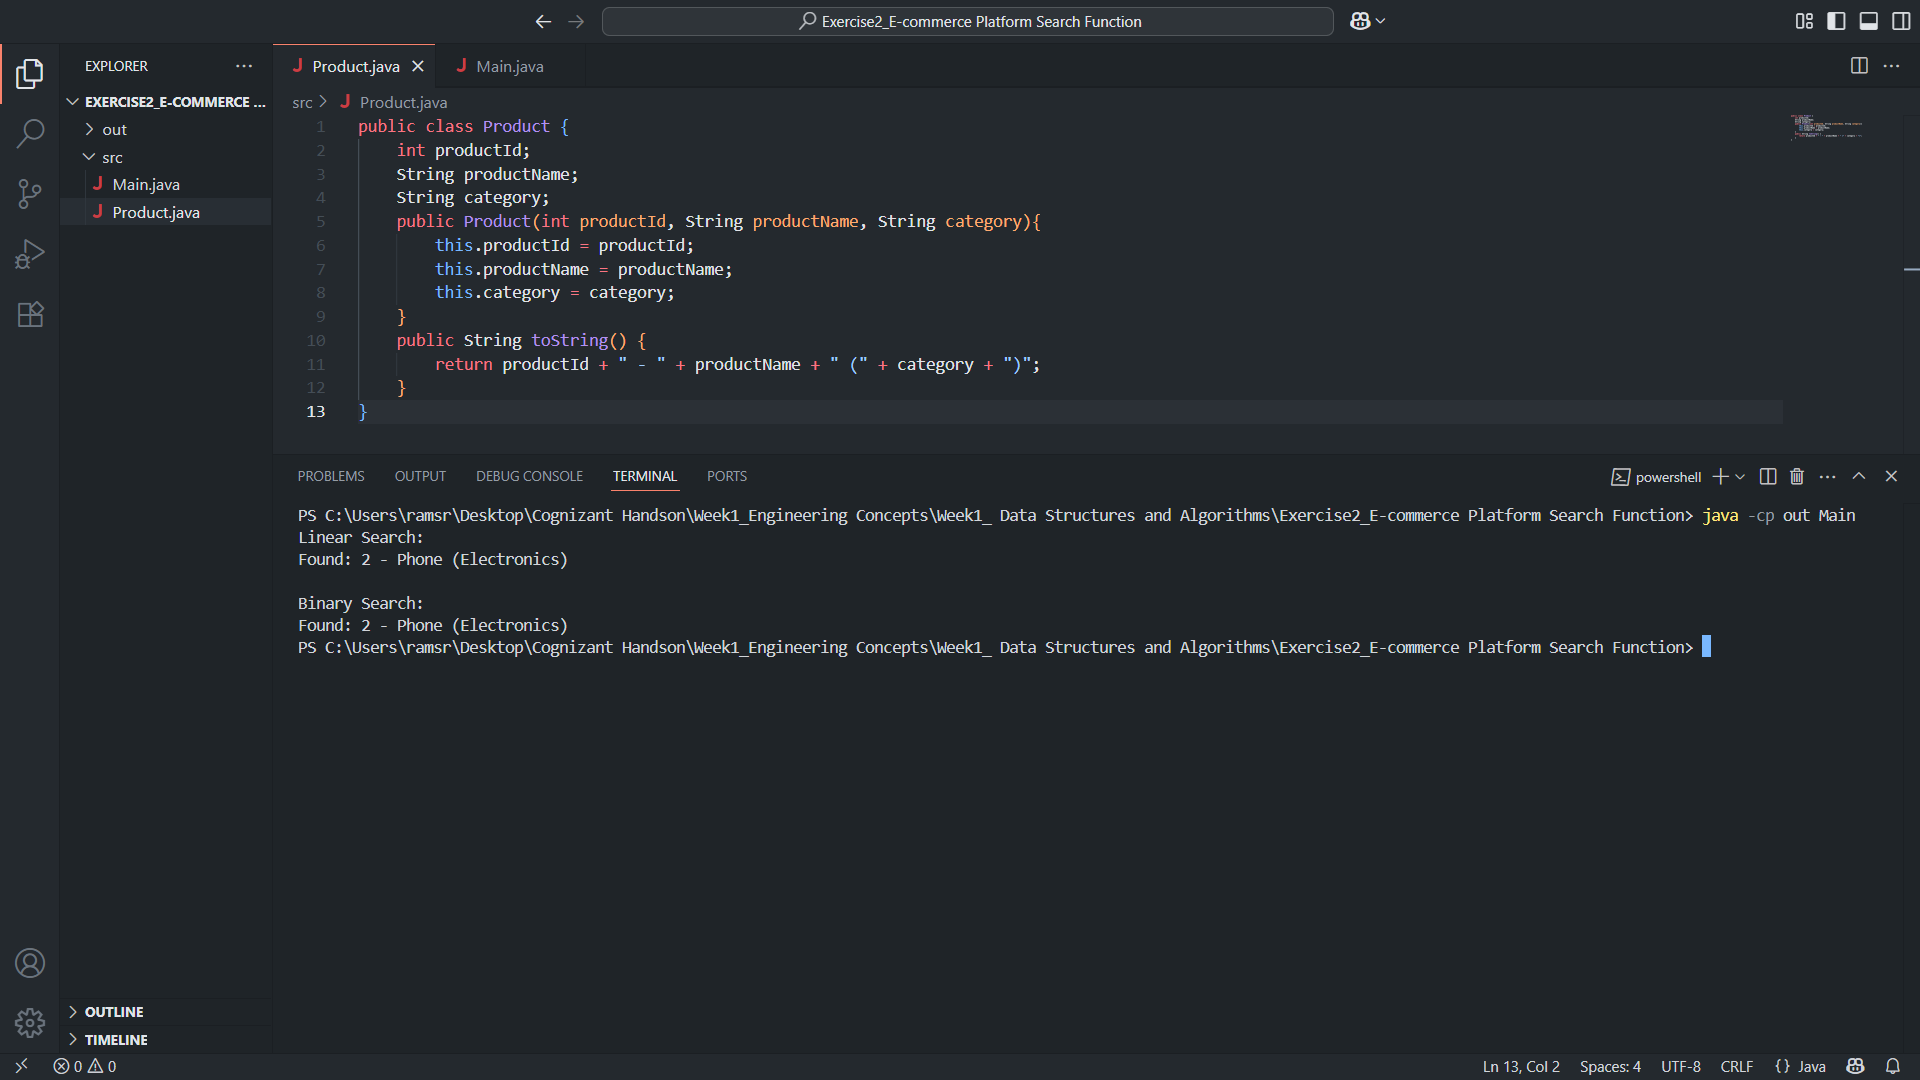 Exercise2_E-commerce Platform Search Function
EXPLORER
EXERCISE2_E-COMMERCE ...
out
src
Main.java
Product.java
OUTLINE
TIMELINE
Product.java
Main.java
src
Product.java
1 public class Product {
2 int productId;
3 String productName;
4 String category;
5 public Product(int productId, String productName, String category){
6 this.productId = productId;
7 this.productName = productName;
8 this.category = category;
9 }
10 public String toString() {
11 return productId + " - " + productName + " (" + category + ")";
12 }
13 }
PROBLEMS OUTPUT DEBUG CONSOLE TERMINAL PORTS
powershell
PS C:\Users\ramsr\Desktop\Cognizant Handson\Week1_Engineering Concepts\Week1_ Data Structures and Algorithms\Exercise2_E-commerce Platform Search Function> java -cp out Main
Linear Search:
Found: 2 - Phone (Electronics)
Binary Search:
Found: 2 - Phone (Electronics)
PS C:\Users\ramsr\Desktop\Cognizant Handson\Week1_Engineering Concepts\Week1_ Data Structures and Algorithms\Exercise2_E-commerce Platform Search Function>
0 0
Ln 13, Col 2 Spaces: 4 UTF-8 CRLF {} Java